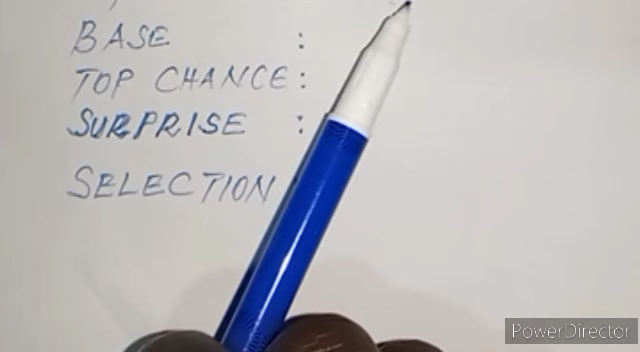 BASE :
TOP CHANCE :
SURPRISE :
SELECTION
PowerDirector